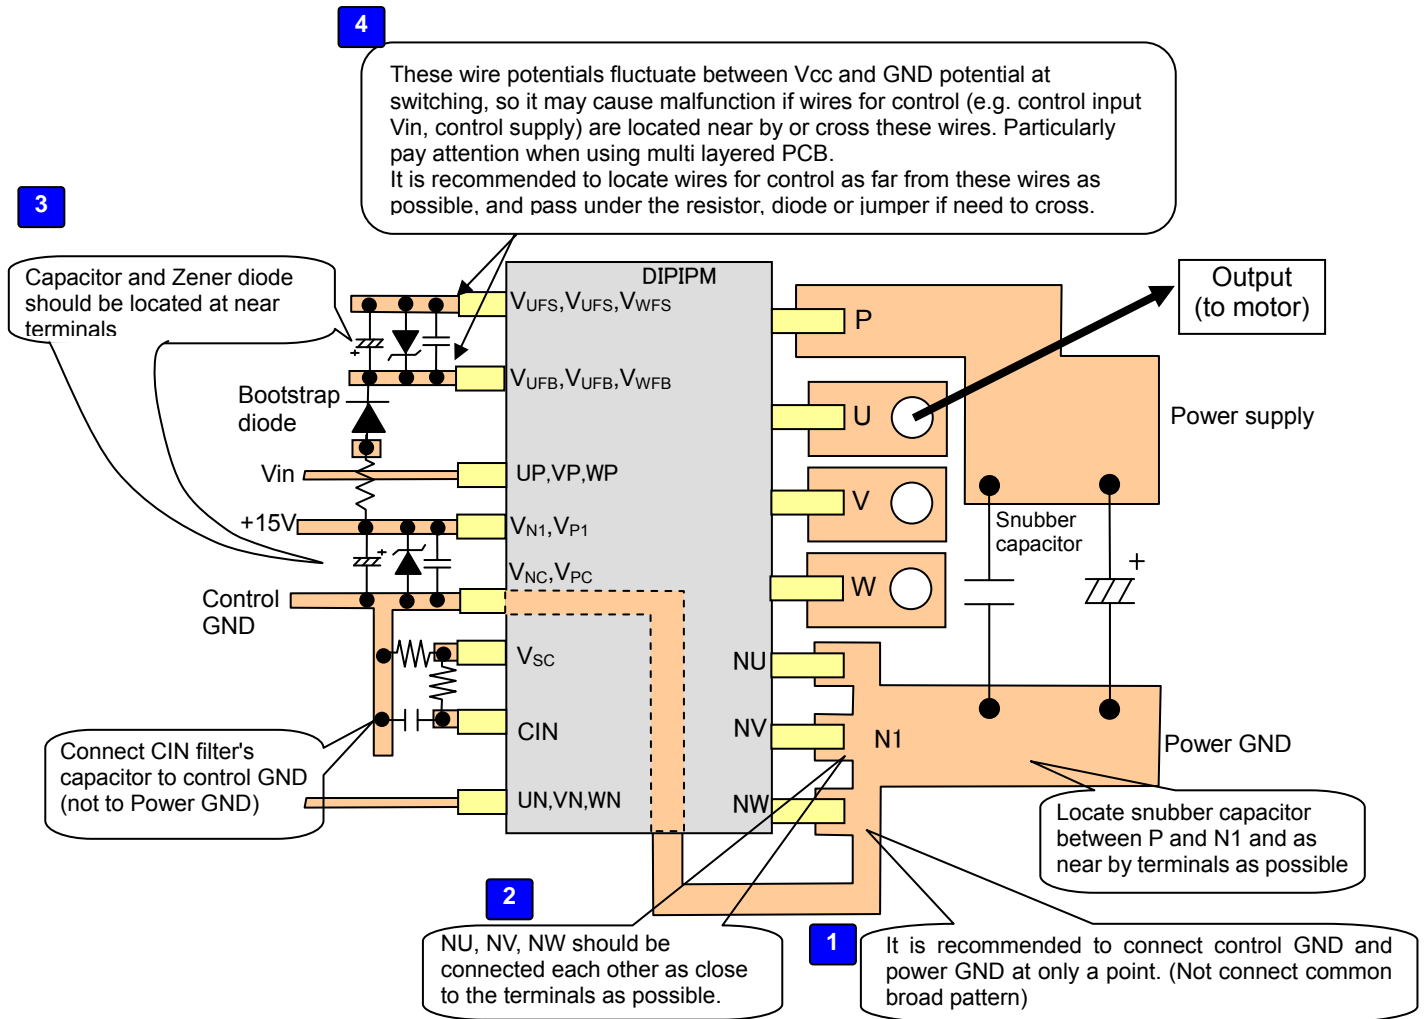 4
These wire potentials fluctuate between Vcc and GND potential at
switching, so it may cause malfunction if wires for control (e.g. control input
Vin, control supply) are located near by or cross these wires. Particularly
pay attention when using multi layered PCB.
It is recommended to locate wires for control as far from these wires as
possible, and pass under the resistor, diode or jumper if need to cross.
3
Capacitor and Zener diode
should be located at near
terminals
DIPIPM
Output
(to motor)
VUFS,VUFS,VWFS
P
+
VUFB,VUFB,VWFB
Bootstrap
diode
U
Power supply
Vin
UP,VP,WP
V
+15V
VN1,VP1
Snubber
capacitor
+
VNC,VPC
+
W
Control
GND
VSC
NU
CIN
NV
N1
Power GND
Connect CIN filter's
capacitor to control GND
(not to Power GND)
UN,VN,WN
NW
Locate snubber capacitor
between P and N1 and as
near by terminals as possible
2
NU, NV, NW should be
connected each other as close
to the terminals as possible.
1
It is recommended to connect control GND and
power GND at only a point. (Not connect common
broad pattern)